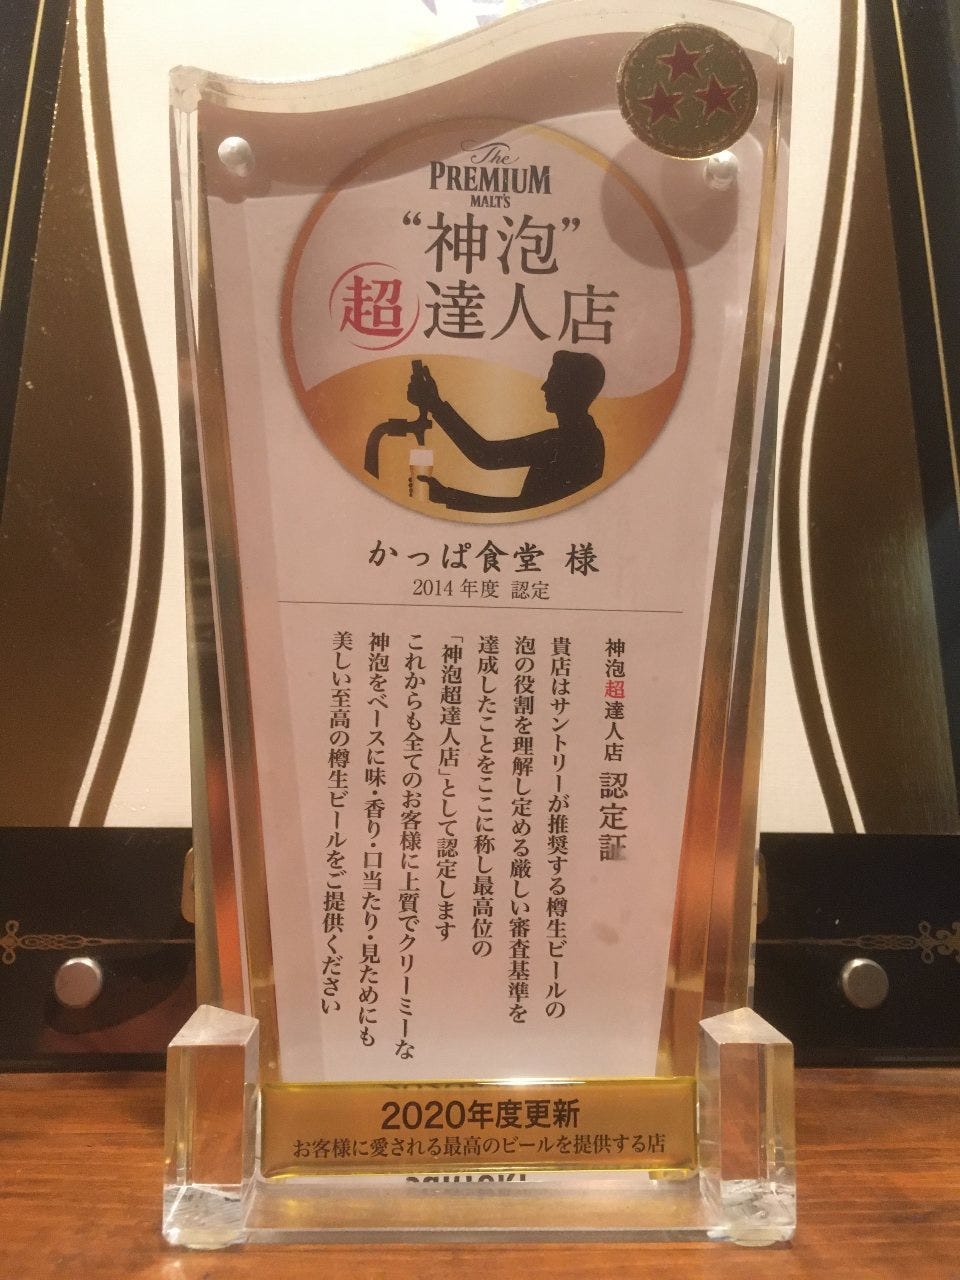 The
PREMIUM
MALT'S
“神泡”
超達人店
かっぱ食堂 様
2014年度 認定
神泡超達人店 認定証
貴店はサントリーが推奨する樽生ビールの
泡の役割を理解し定める厳しい審査基準を
達成したことをここに称し最高位の
「神泡超達人店」として認定します
これからも全てのお客様に上質でクリーミーな
神泡をベースに味・香り・口当たり・見ためにも
美しい至高の樽生ビールをご提供ください
2020年度更新
お客様に愛される最高のビールを提供する店